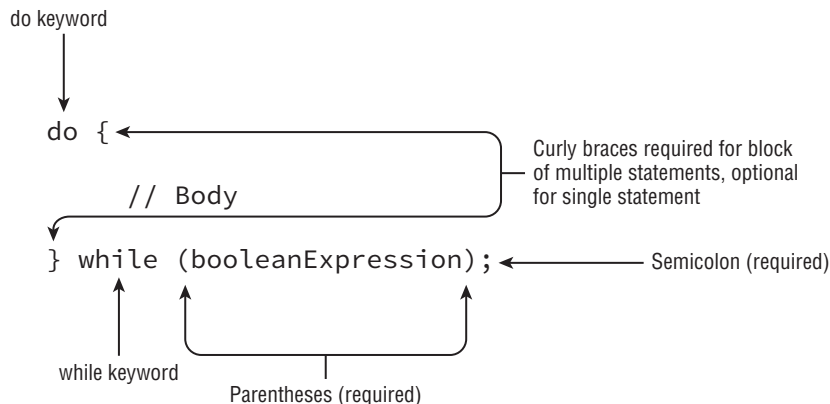 do keyword
do {
Curly braces required for block
of multiple statements, optional
for single statement
// Body
} while (booleanExpression);
Semicolon (required)
while keyword
Parentheses (required)